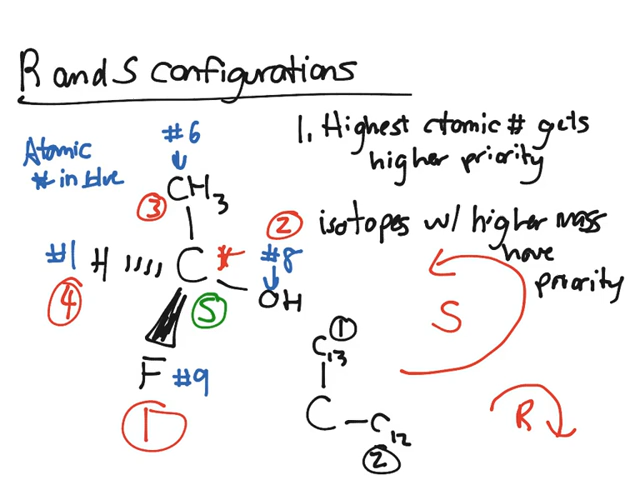 R and S configurations
1. Highest atomic # gets
higher priority
Atomic
# in blue
#6
CH3
3
2
isotopes w/ higher mass
have
priority
#1
H
C
*
#8
OH
4
S
S
F
#9
1
C13
1
C
C12
2
R